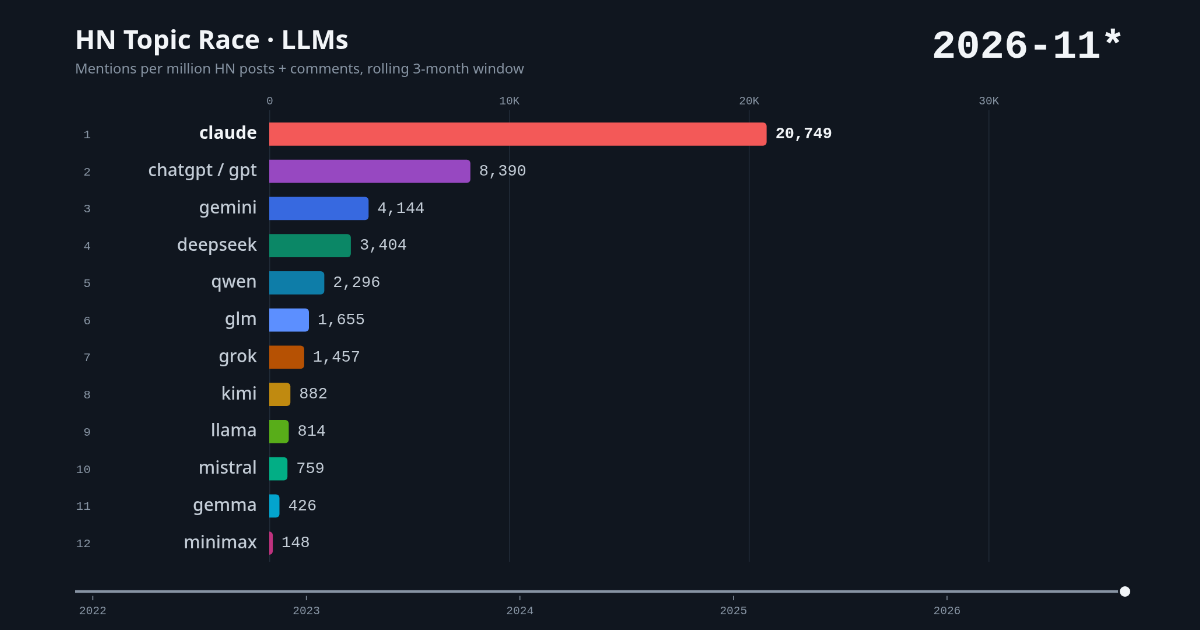 HN Topic Race · LLMs
2026-11*
Mentions per million HN posts + comments, rolling 3-month window
0 10K 20K 30K
1 claude 20,749
2 chatgpt / gpt 8,390
3 gemini 4,144
4 deepseek 3,404
5 qwen 2,296
6 glm 1,655
7 grok 1,457
8 kimi 882
9 llama 814
10 mistral 759
11 gemma 426
12 minimax 148
2022 2023 2024 2025 2026